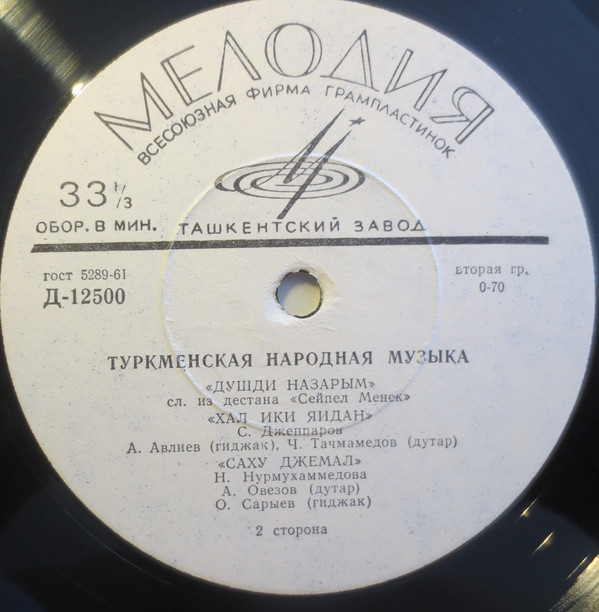 МЕЛОДИЯ
ВСЕСОЮЗНАЯ ФИРМА ГРАМПЛАСТИНОК
33 1/3
ОБОР. В МИН. ТАШКЕНТСКИЙ ЗАВОД
ГОСТ 5289-61
Д-12500
вторая гр.
0-70
ТУРКМЕНСКАЯ НАРОДНАЯ МУЗЫКА
«ДУШДИ НАЗАРЫМ»
сл. из дестана «Сейпел Менек»
«ХАЛ ИКИ ЯИДАН»
С. Джеппаров
А. Авлиев (гиджак), Ч. Тачмамедов (дутар)
«САХУ ДЖЕМАЛ»
Н. Нурмухаммедова
А. Овезов (дутар)
О. Сарыев (гиджак)
2 сторона